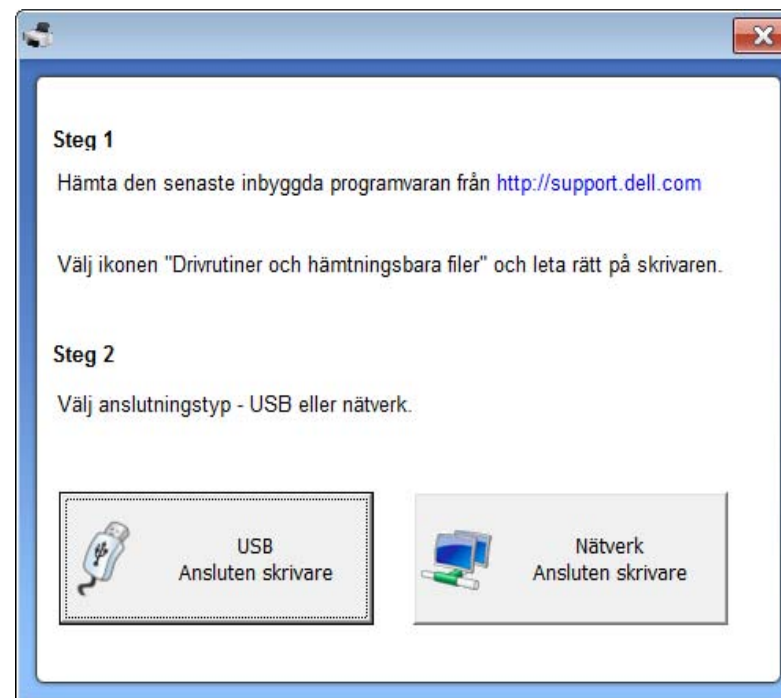 Steg 1
Hämta den senaste inbyggda programvaran från http://support.dell.com
Välj ikonen "Drivrutiner och hämtningsbara filer" och leta rätt på skrivaren.
Steg 2
Välj anslutningstyp - USB eller nätverk.
USB
Ansluten skrivare
Nätverk
Ansluten skrivare